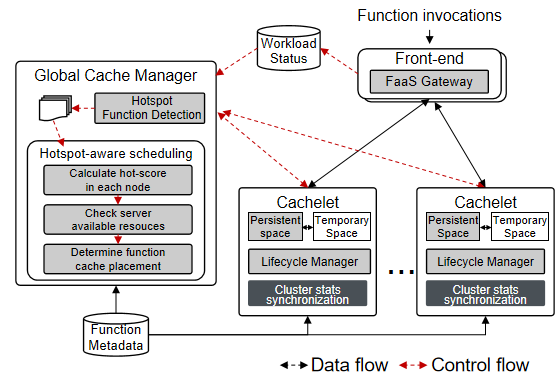 Function invocations
Workload
Status
Front-end
FaaS Gateway
Global Cache Manager
Hotspot
Function Detection
Hotspot-aware scheduling
Calculate hot-score
in each node
Check server
available resouces
Determine function
cache placement
Cachelet
Persistent
space
Temporary
Space
Lifecycle Manager
Cluster stats
synchronization
...
Cachelet
Persistent
space
Temporary
Space
Lifecycle Manager
Cluster stats
synchronization
Function
Metadata
Data flow
Control flow